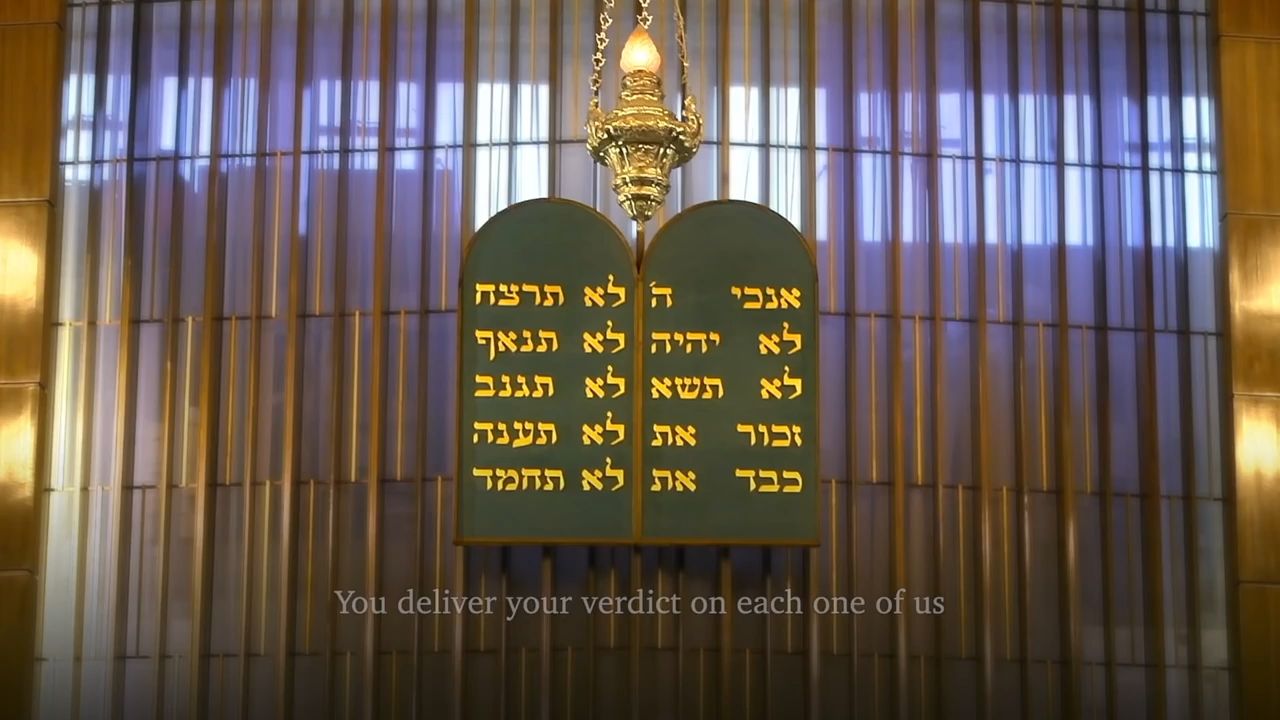 אנכי ה'
לא יהיה
לא תשא
זכור את
כבד את
לא תרצח
לא תנאף
לא תגנב
לא תענה
לא תחמד
You deliver your verdict on each one of us